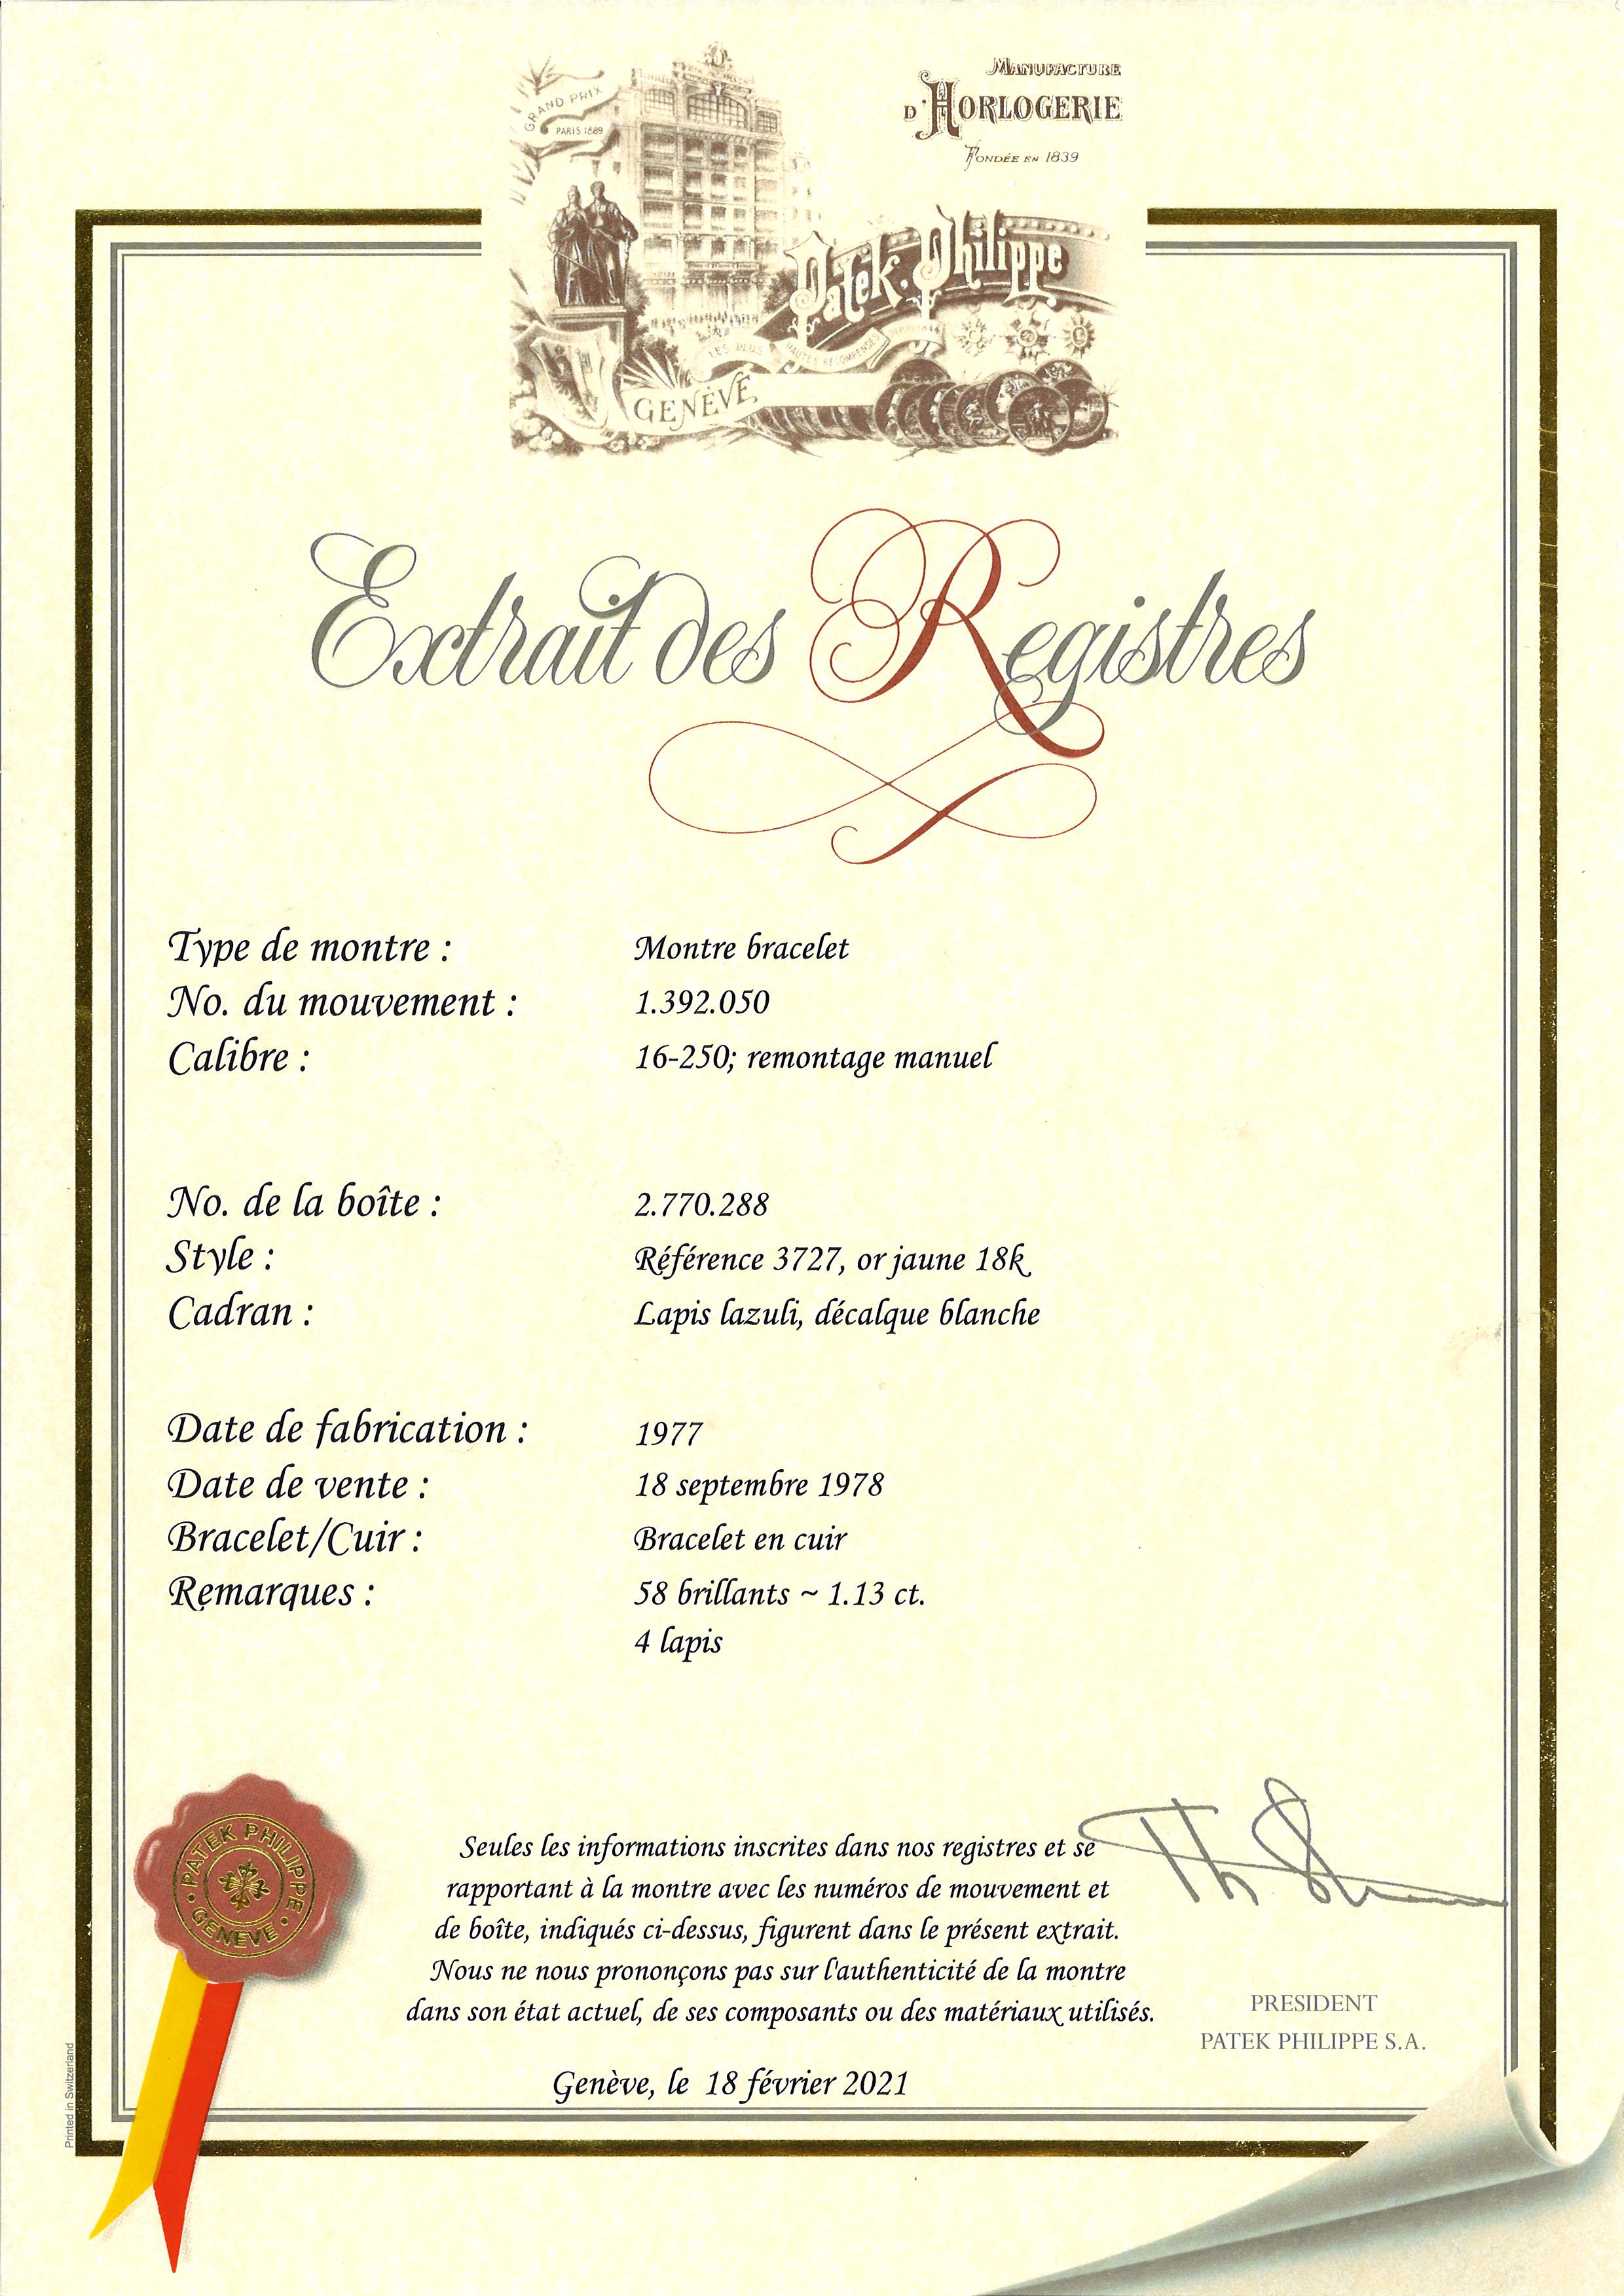 GRAND PRIX
PARIS 1889
MANUFACTURE
D'HORLOGERIE
FONDÉE EN 1839
Patek. Philippe
LES PLUS HAUTES RECOMPENSES
GENÈVE
Extrait des Registres
Type de montre : Montre bracelet
No. du mouvement : 1.392.050
Calibre : 16-250; remontage manuel
No. de la boîte : 2.770.288
Style : Référence 3727, or jaune 18k
Cadran : Lapis lazuli, décalque blanche
Date de fabrication : 1977
Date de vente : 18 septembre 1978
Bracelet/Cuir : Bracelet en cuir
Remarques : 58 brillants ~ 1.13 ct.
4 lapis
PATEK PHILIPPE
GENEVE
Seules les informations inscrites dans nos registres et se
rapportant à la montre avec les numéros de mouvement et
de boîte, indiqués ci-dessus, figurent dans le présent extrait.
Nous ne nous prononçons pas sur l'authenticité de la montre
dans son état actuel, de ses composants ou des matériaux utilisés.
Genève, le 18 février 2021
PRESIDENT
PATEK PHILIPPE S.A.
Printed in Switzerland